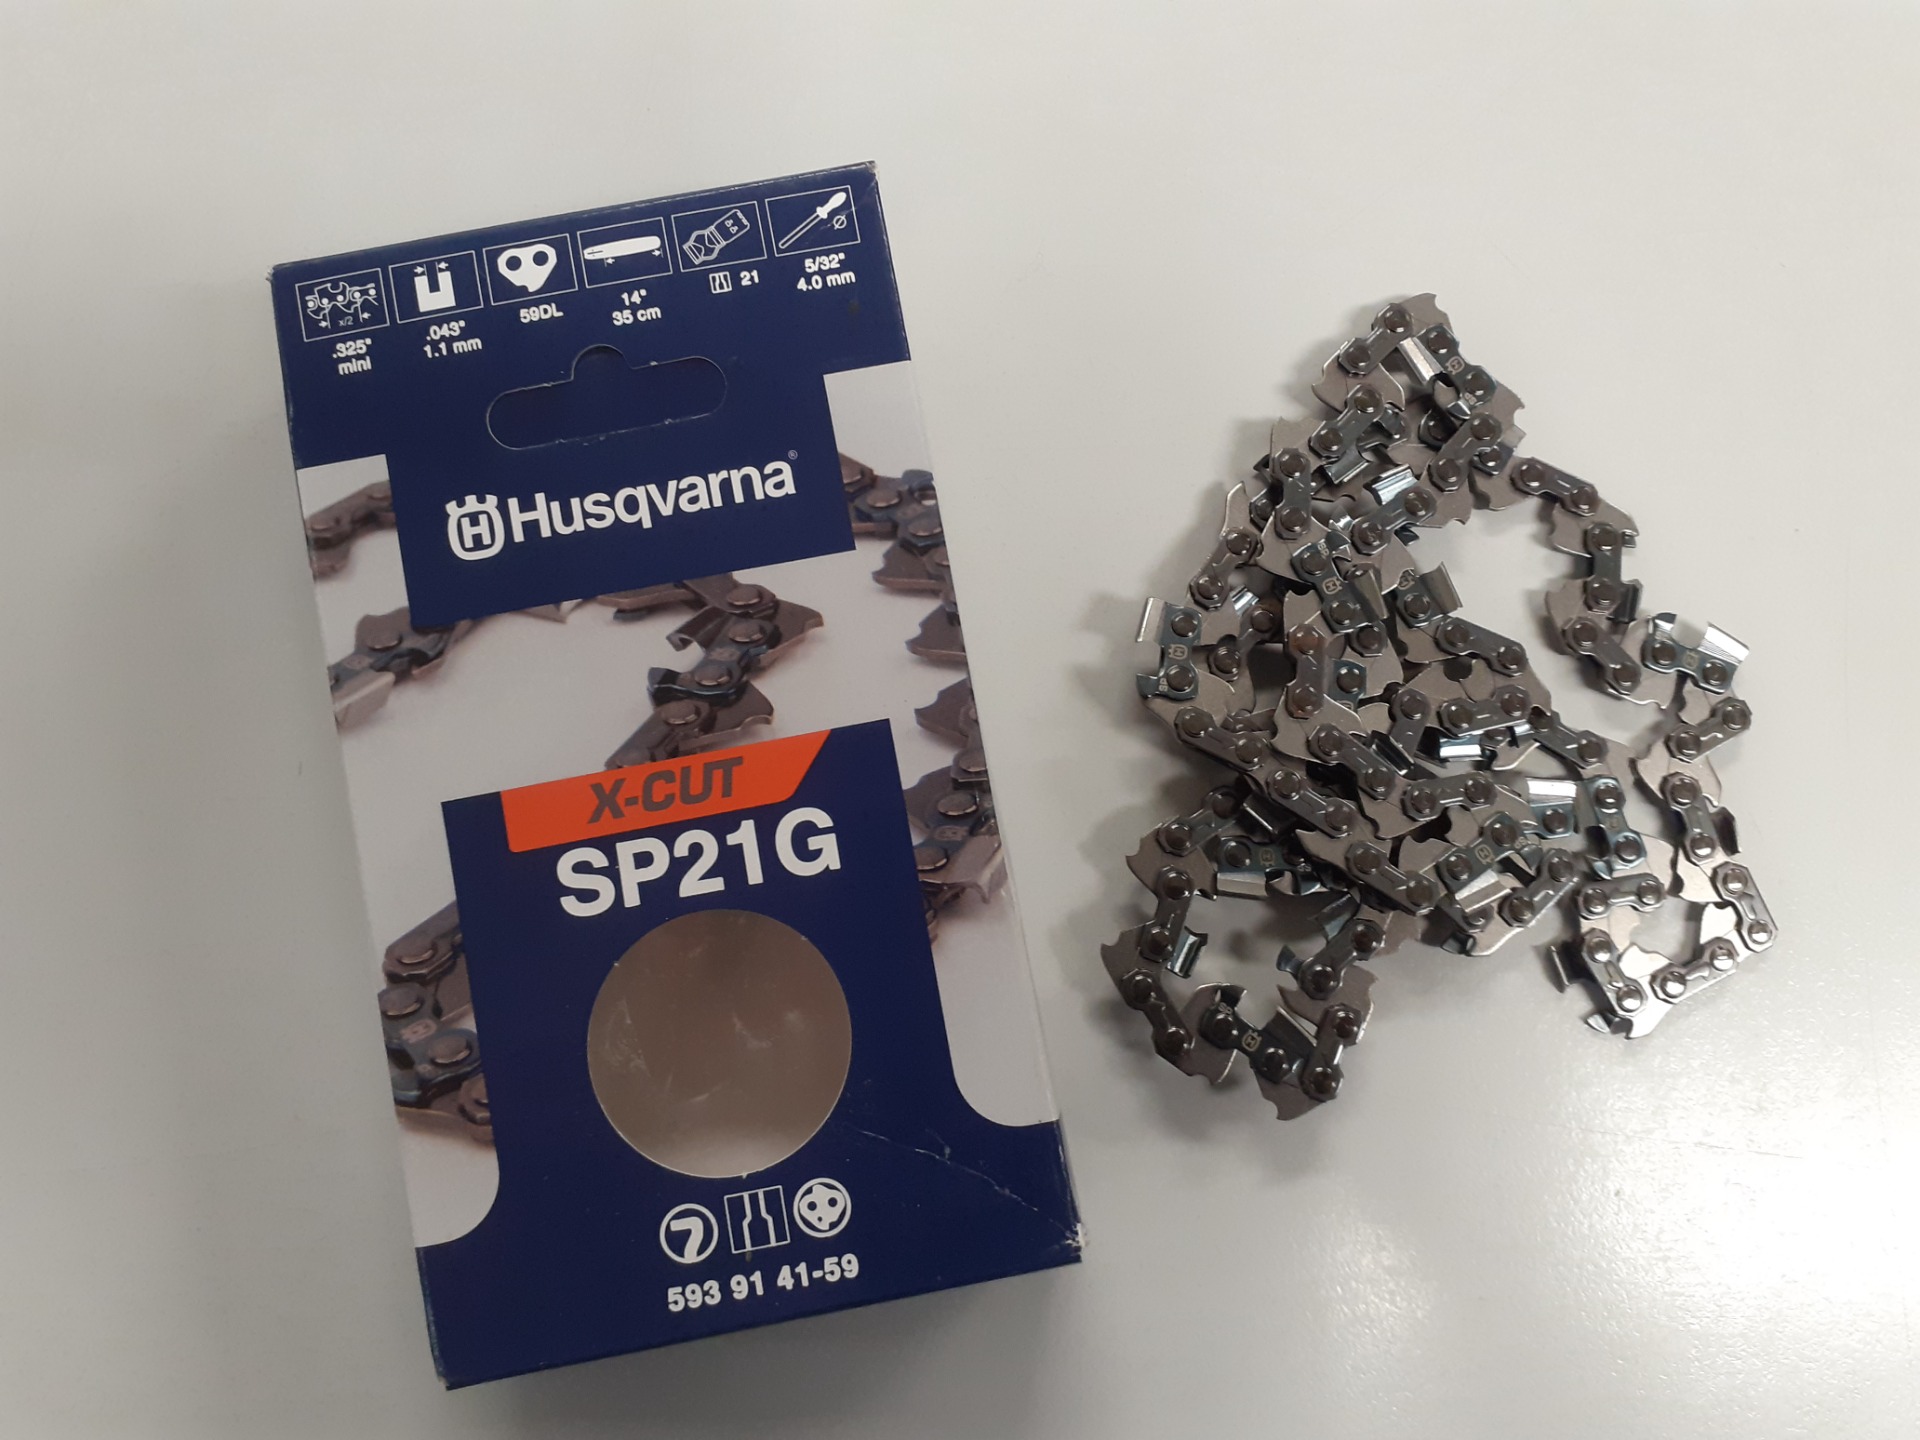 x/2
.325"
mini
.043"
1.1 mm
59DL
14"
35 cm
21
5/32"
4.0 mm
Husqvarna®
X-CUT
SP21G
593 91 41-59